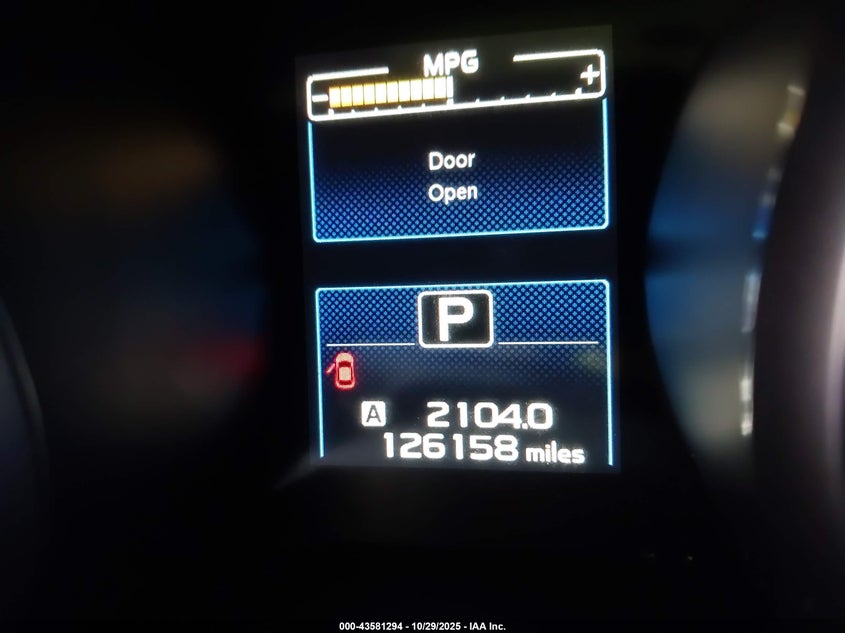 MPG
- +
Door
Open
P
A 2104.0
126158 miles
000-43581294 - 10/29/2025 - IAA Inc.